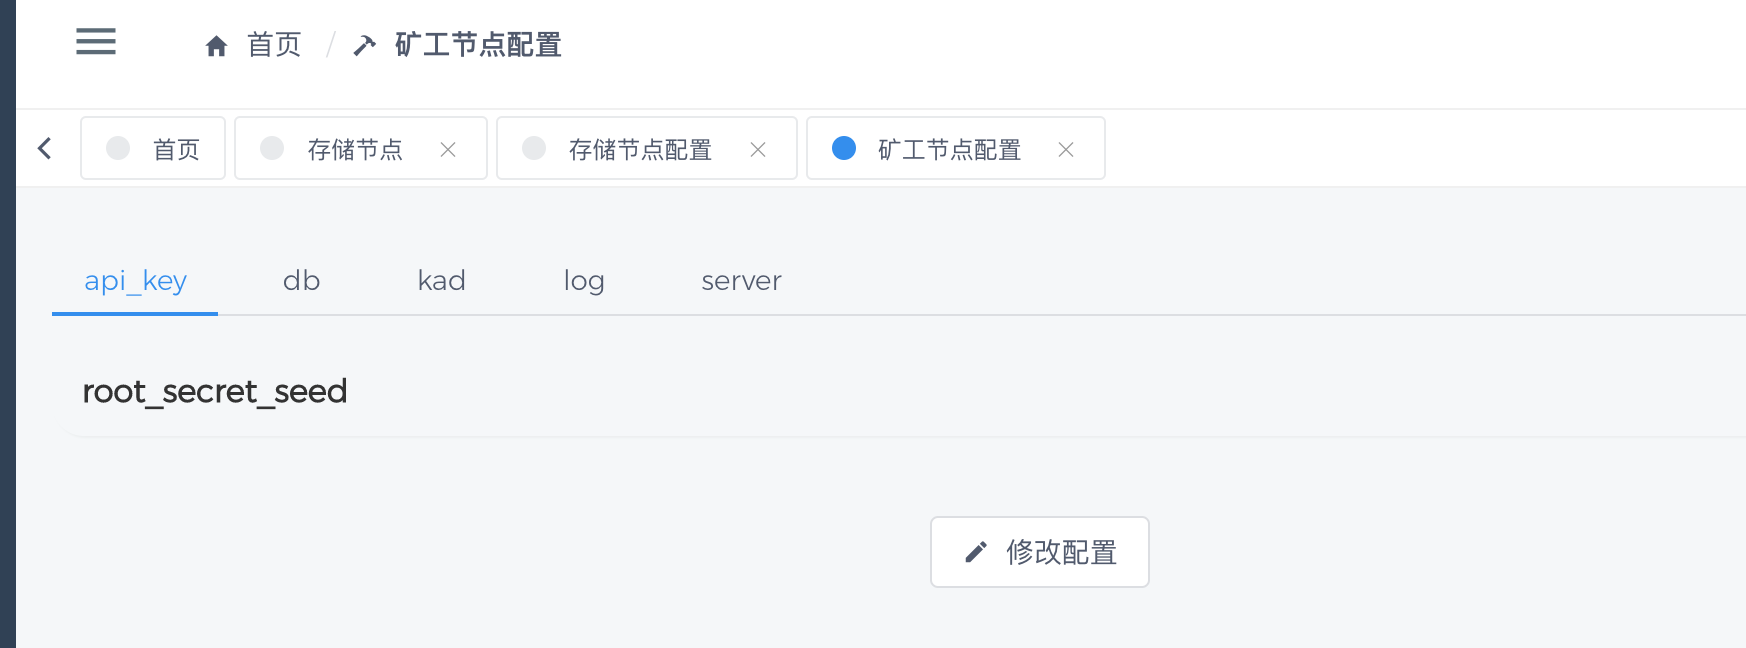 首页 / 矿工节点配置
首页 存储节点 存储节点配置 矿工节点配置
api_key db kad log server
root_secret_seed
修改配置